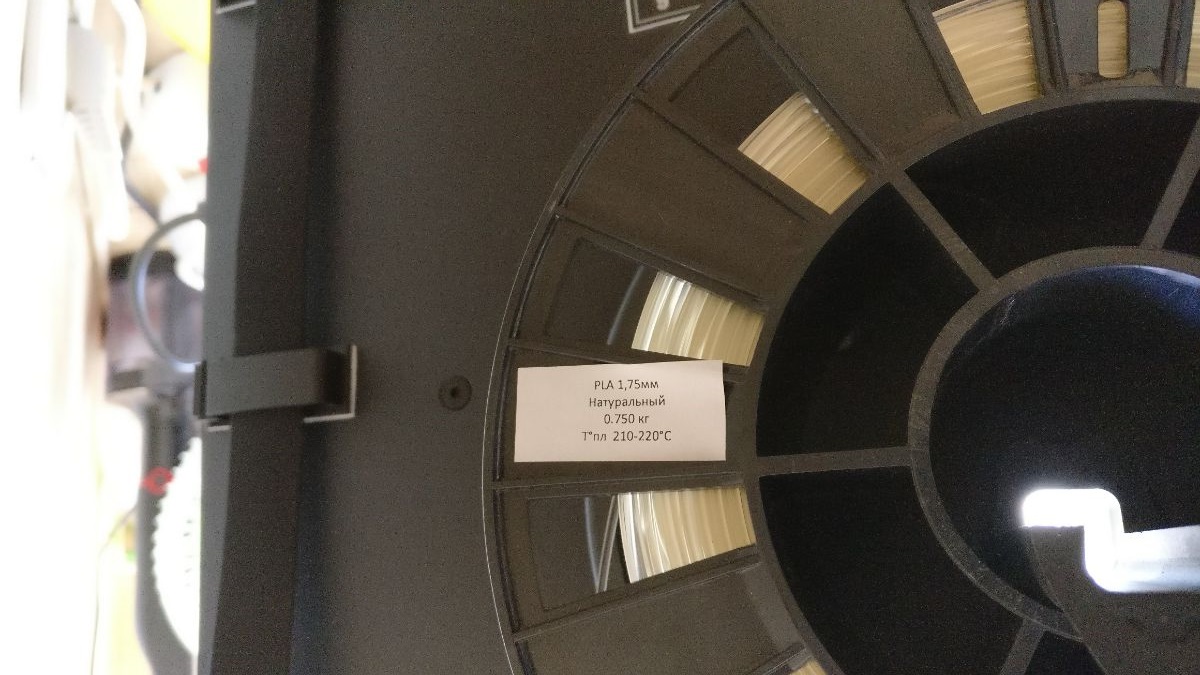 PLA 1,75мм
Натуральный
0.750 кг
T°пл 210-220°C